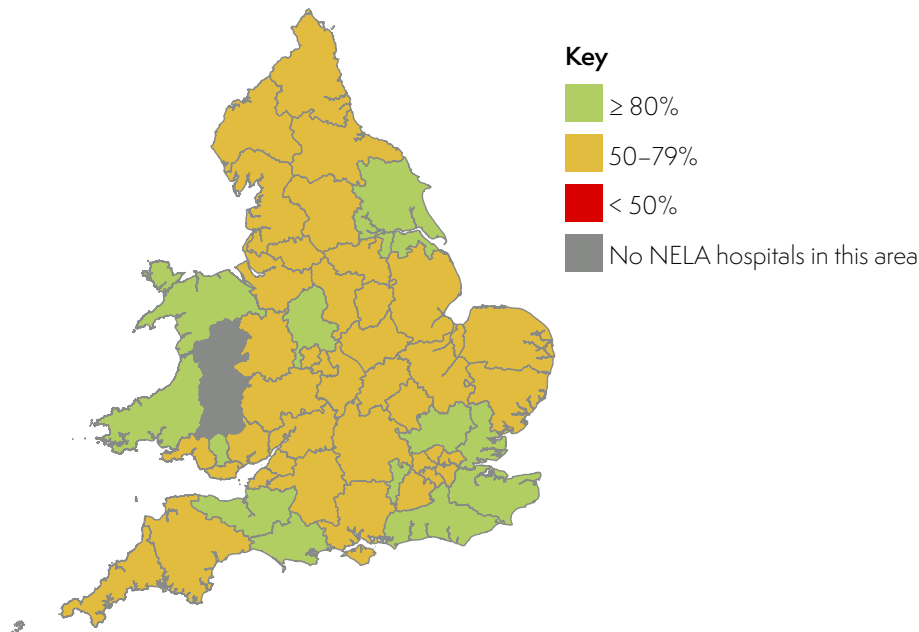 Key
≥ 80%
50–79%
< 50%
No NELA hospitals in this area